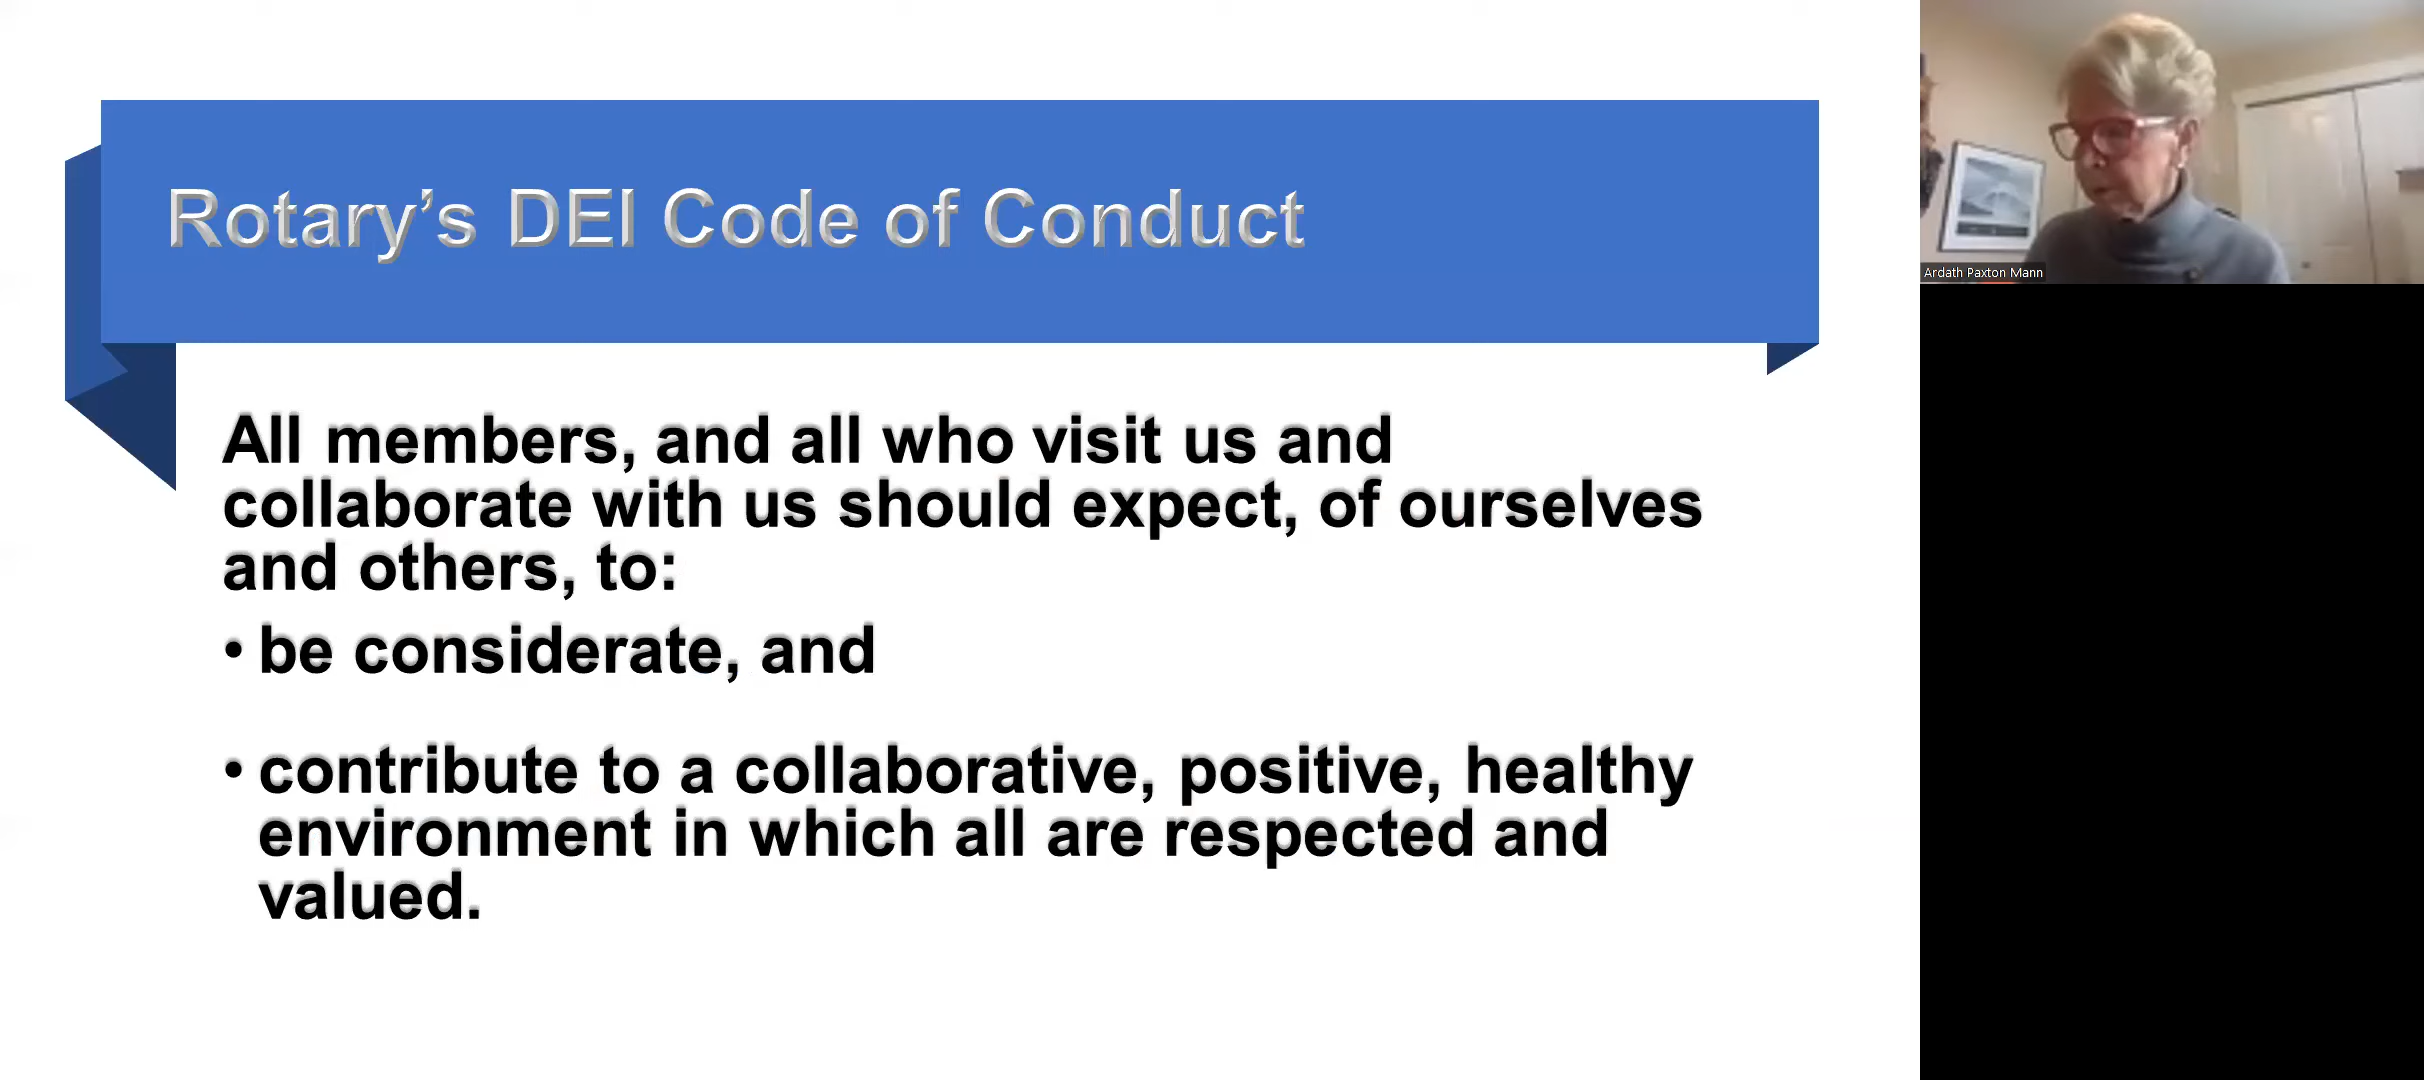 Rotary’s DEI Code of Conduct
All members, and all who visit us and
collaborate with us should expect, of ourselves
and others, to:
• be considerate, and
• contribute to a collaborative, positive, healthy
environment in which all are respected and
valued.
Ardath Paxton Mann